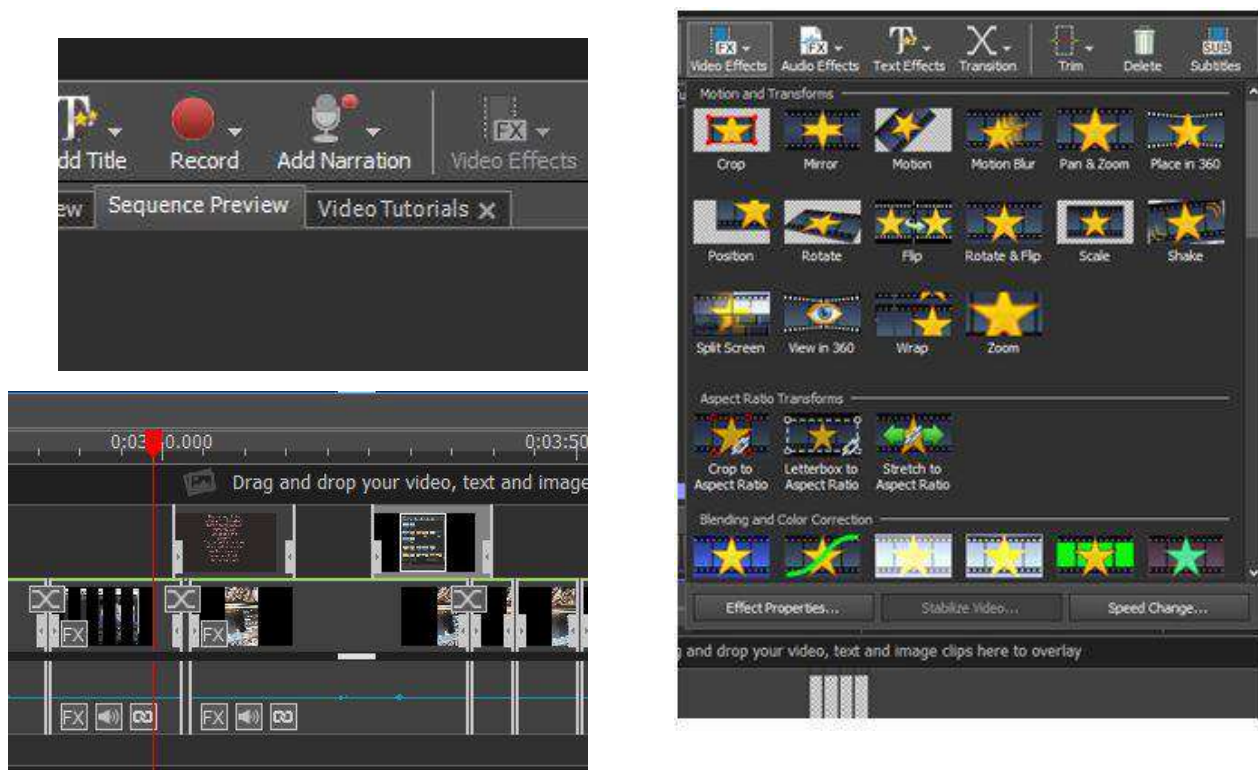 dd Title Record Add Narration Video Effects
ew Sequence Preview Video Tutorials
0:03 0.000 0:03:50
Drag and drop your video, text and image
FX FX
FX FX
Video Effects Audio Effects Text Effects Transition Trim Delete Subtitles
Motion and Transforms
Crop Mirror Motion Motion Blur Pan & Zoom Place in 360
Position Rotate Flip Rotate & Flip Scale Shake
Split Screen View in 360 Wrap Zoom
Aspect Ratio Transforms
Crop to Letterbox to Stretch to
Aspect Ratio Aspect Ratio Aspect Ratio
Blending and Color Correction
Effect Properties... Stabilize Video... Speed Change...
and drop your video, text and image clips here to overlay